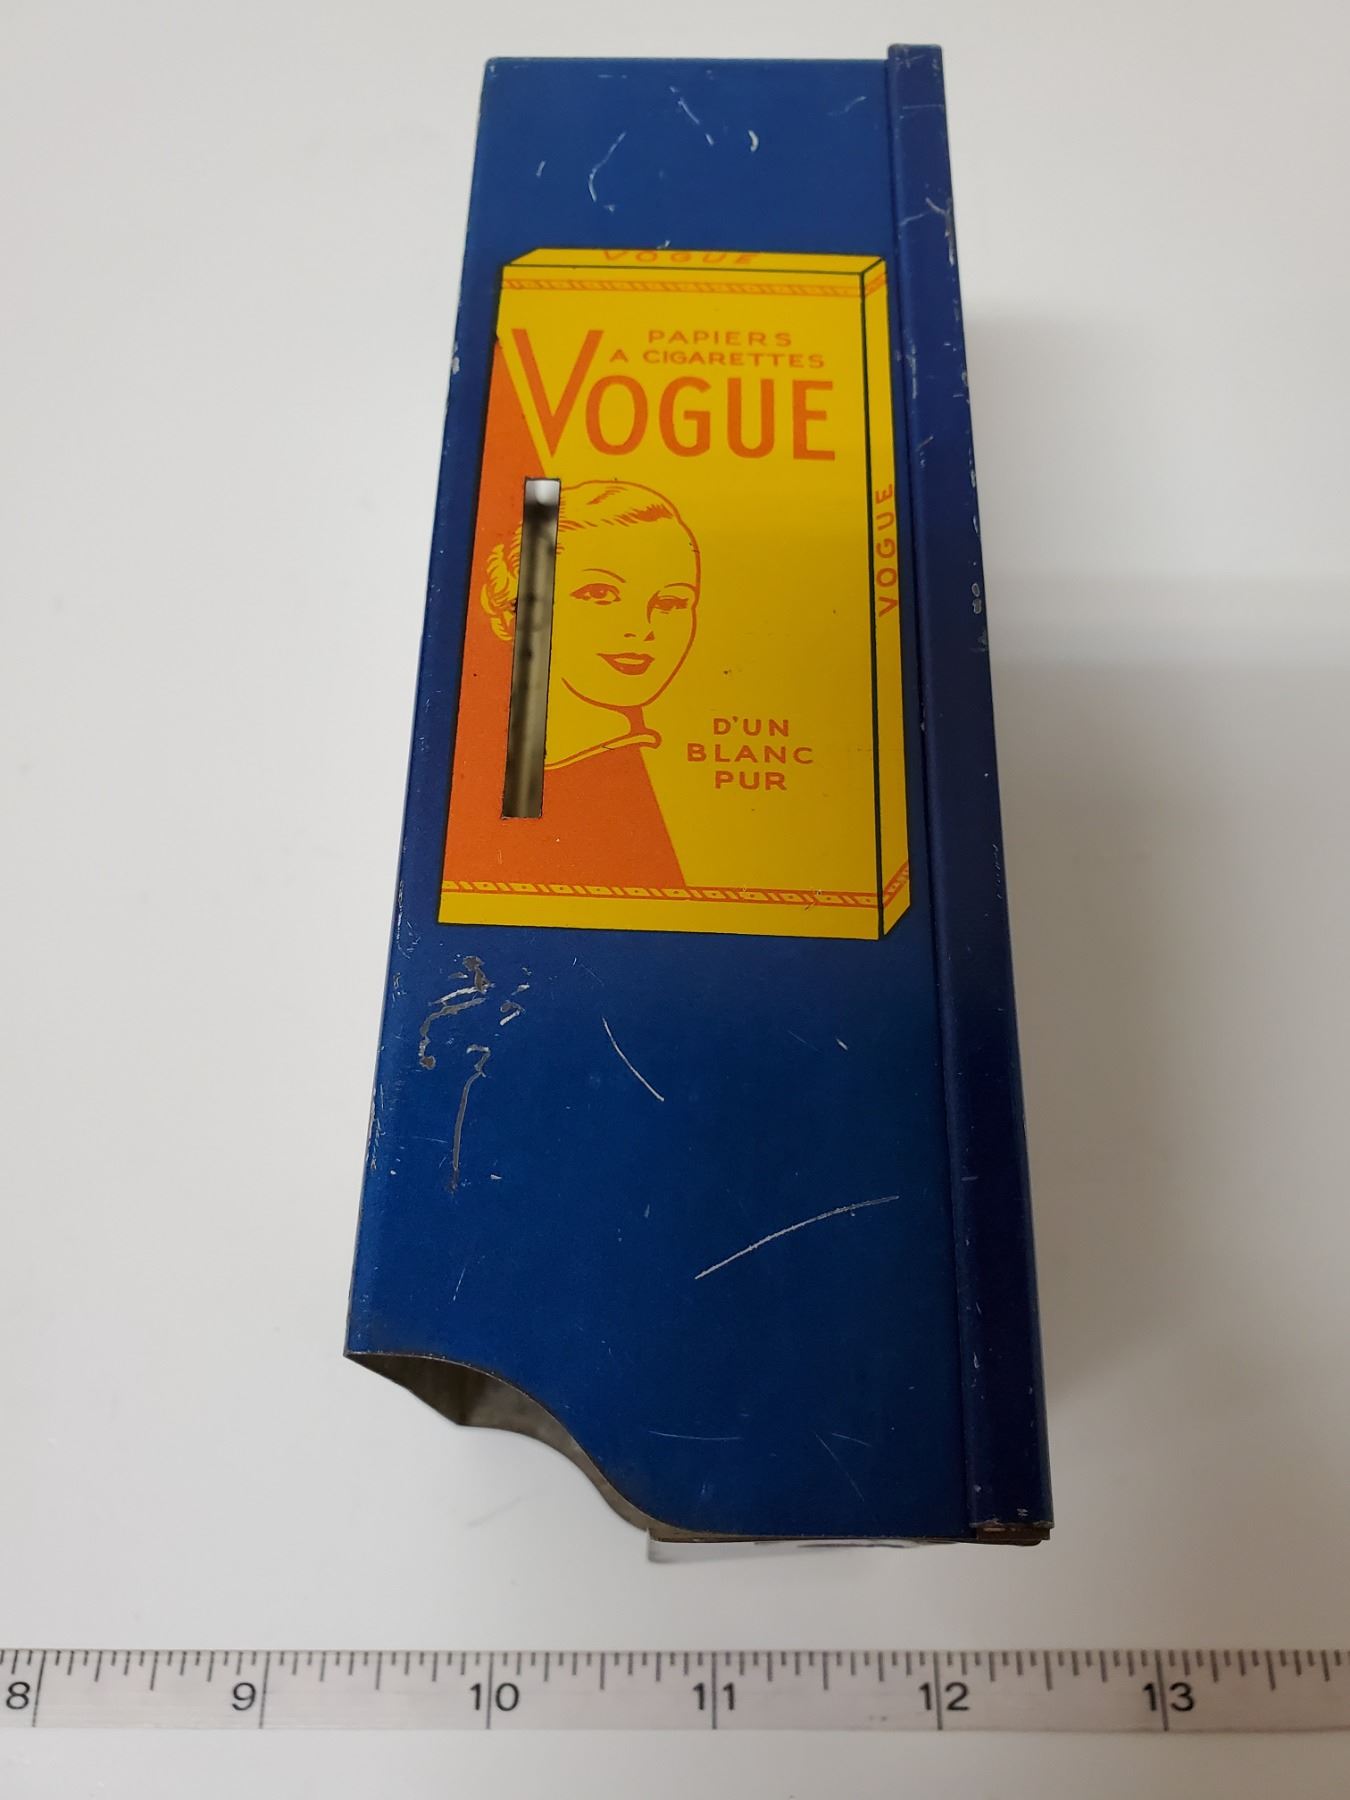 VOGUE
PAPIERS
A CIGARETTES
VOGUE
VOGUE
D'UN
BLANC
PUR
8 9 10 11 12 13